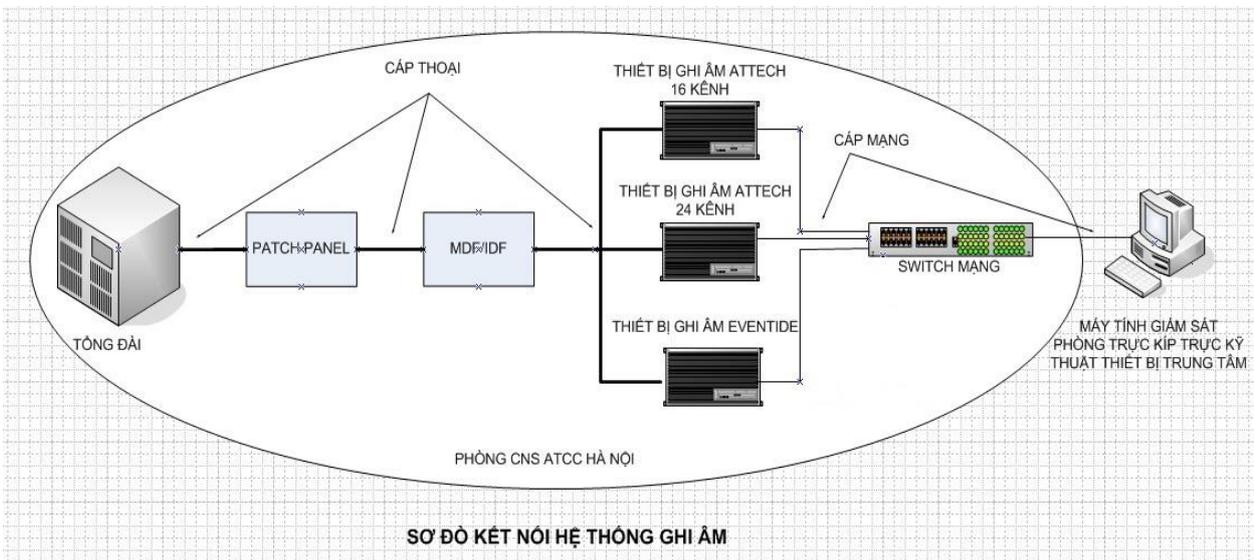 CÁP THOẠI
THIẾT BỊ GHI ÂM ATTECH
16 KÊNH
CÁP MẠNG
THIẾT BỊ GHI ÂM ATTECH
24 KÊNH
PATCH PANEL
MDF/IDF
SWITCH MẠNG
TỔNG ĐÀI
THIẾT BỊ GHI ÂM EVENTIDE
MÁY TÍNH GIÁM SÁT
PHÒNG TRỰC KÍP TRỰC KỸ
THUẬT THIẾT BỊ TRUNG TÂM
PHÒNG CNS ATCC HÀ NỘI
SƠ ĐỒ KẾT NỐI HỆ THỐNG GHI ÂM